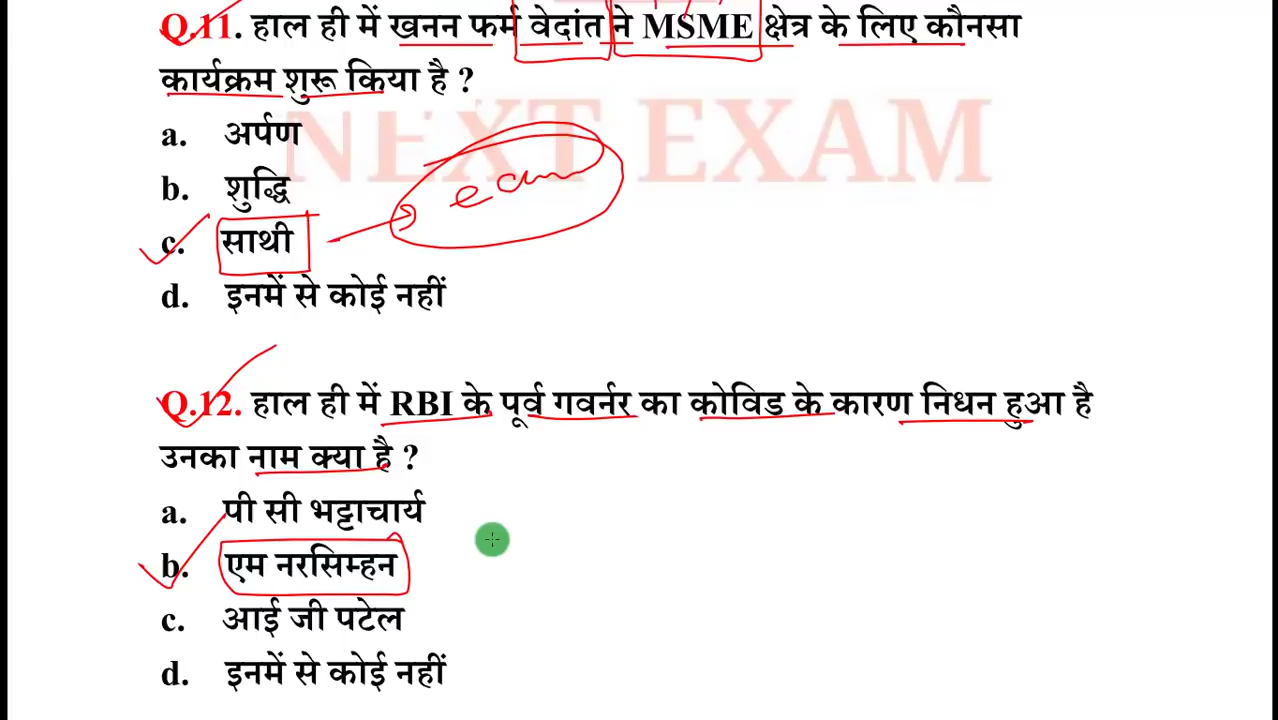 Q.11. हाल ही में खनन फर्म वेदांत ने MSME क्षेत्र के लिए कौनसा
कार्यक्रम शुरू किया है ?
NEXT EXAM
a. अर्पण
b. शुद्धि
exam
c. साथी
d. इनमें से कोई नहीं
Q.12. हाल ही में RBI के पूर्व गवर्नर का कोविड के कारण निधन हुआ है
उनका नाम क्या है ?
a. पी सी भट्टाचार्य
b. एम नरसिम्हन
c. आई जी पटेल
d. इनमें से कोई नहीं